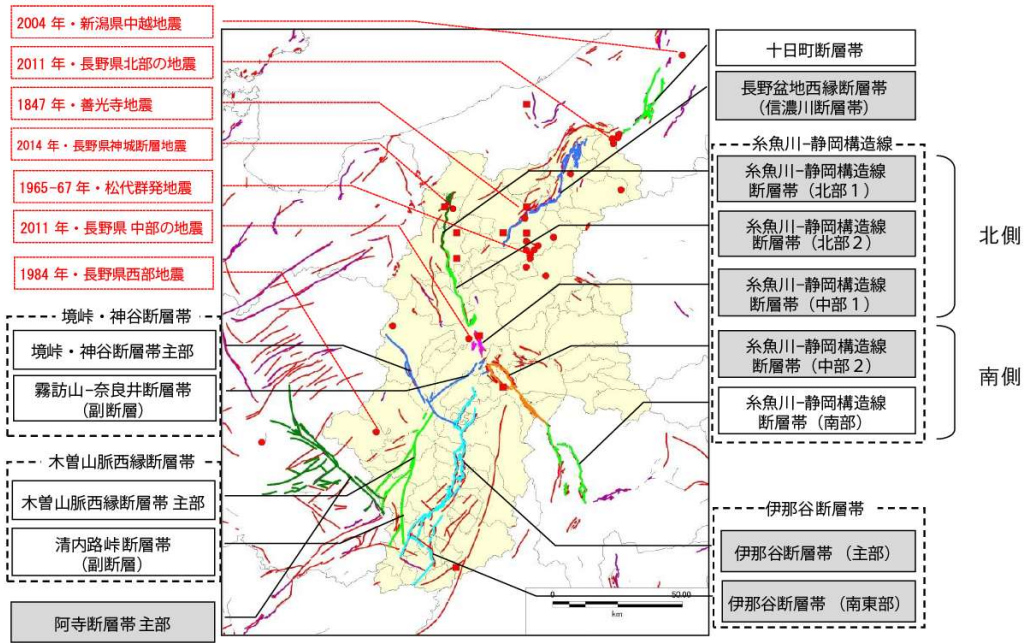 2004 年・新潟県中越地震
2011 年・長野県北部の地震
1847 年・善光寺地震
2014 年・長野県神城断層地震
1965-67 年・松代群発地震
2011 年・長野県 中部の地震
1984 年・長野県西部地震
境峠・神谷断層帯
境峠・神谷断層帯主部
霧訪山−奈良井断層帯
(副断層)
木曽山脈西縁断層帯
木曽山脈西縁断層帯 主部
清内路峠断層帯
(副断層)
阿寺断層帯 主部
十日町断層帯
長野盆地西縁断層帯
(信濃川断層帯)
糸魚川−静岡構造線
糸魚川−静岡構造線
断層帯(北部1)
糸魚川−静岡構造線
断層帯(北部2)
糸魚川−静岡構造線
断層帯(中部1)
糸魚川−静岡構造線
断層帯(中部2)
糸魚川−静岡構造線
断層帯(南部)
北側
南側
伊那谷断層帯
伊那谷断層帯 (主部)
伊那谷断層帯(南東部)
0 50.00
km